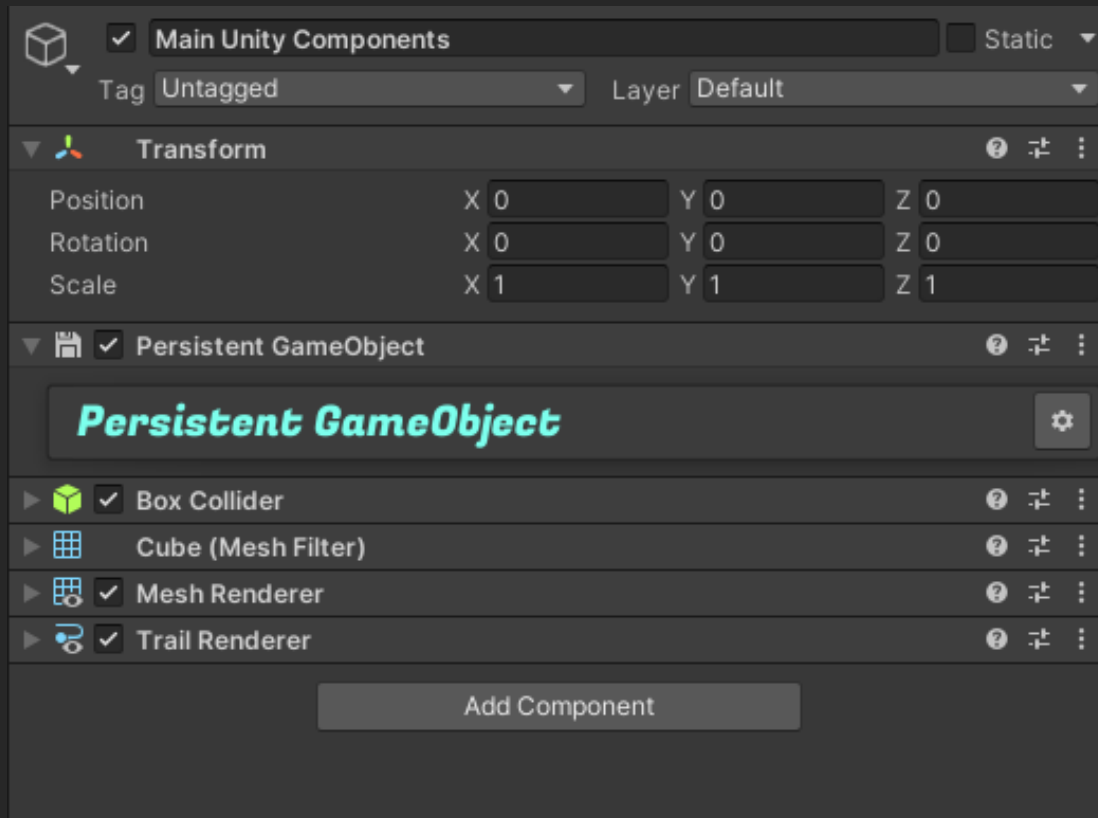 Main Unity Components Static
Tag Untagged Layer Default
Transform
Position X 0 Y 0 Z 0
Rotation X 0 Y 0 Z 0
Scale X 1 Y 1 Z 1
Persistent GameObject
Persistent GameObject
Box Collider
Cube (Mesh Filter)
Mesh Renderer
Trail Renderer
Add Component